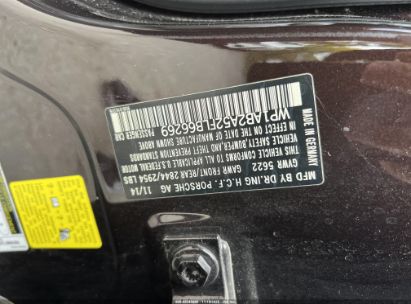 MFG BY DR.ING.H.C.F. PORSCHE AG 11/14
GVWR 5622 GAWR FRONT/REAR 2844/2954 LBS
MADE IN GERMANY
VEHICLE CONFORMS TO ALL APPLICABLE U.S. FEDERAL MOTOR
VEHICLE SAFETY, BUMPER, AND THEFT PREVENTION STANDARDS
IN EFFECT ON THE DATE OF MANUFACTURE SHOWN ABOVE
WP1AB2A52FLB66269
PASSENGER CAR